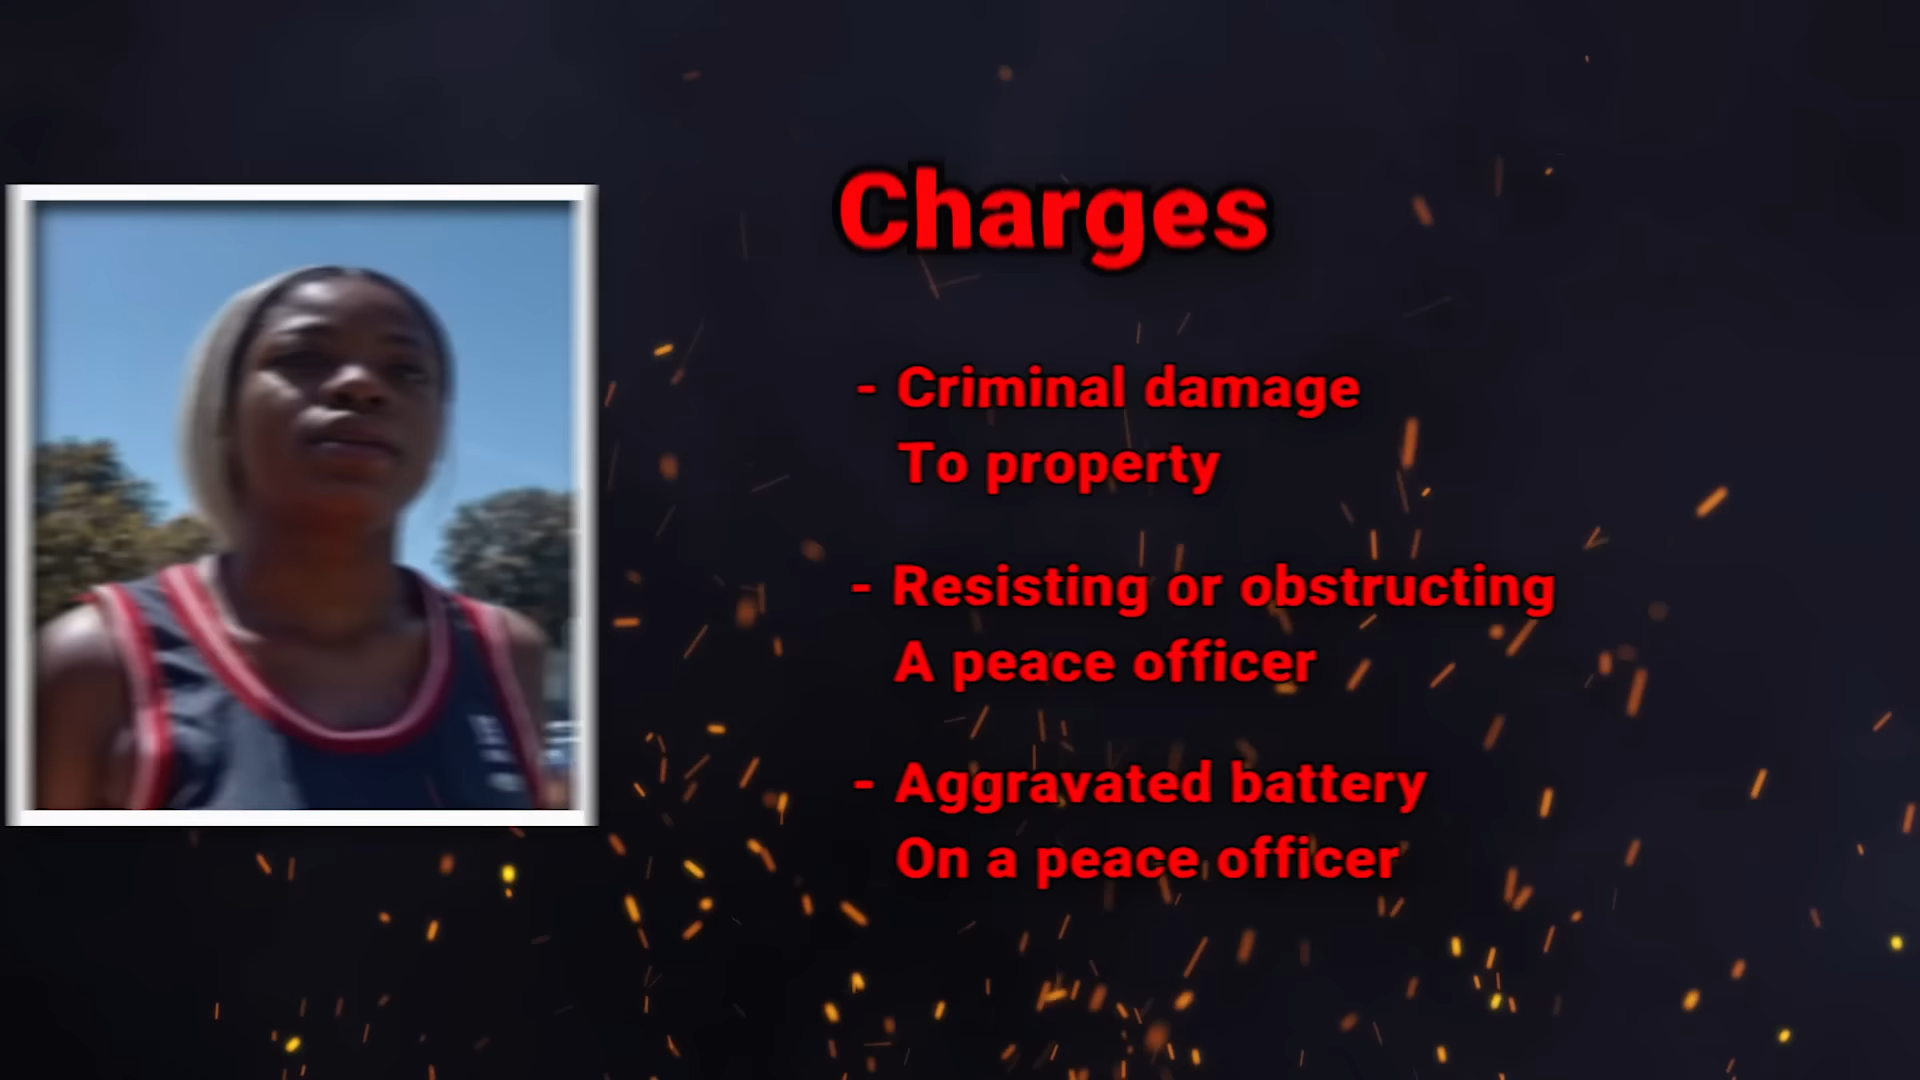 Charges
- Criminal damage
To property
- Resisting or obstructing
A peace officer
- Aggravated battery
On a peace officer